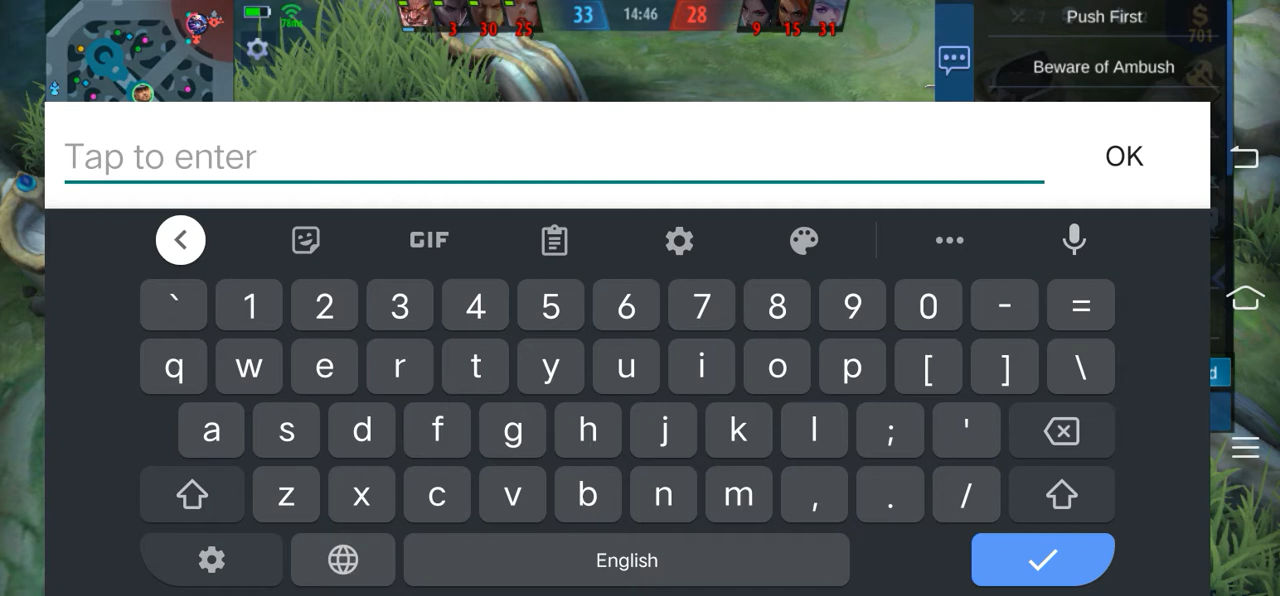 78ms
3 30 25
33 14:46 28
9 15 31
Push First
701
Beware of Ambush
Tap to enter
OK
GIF
` 1 2 3 4 5 6 7 8 9 0 - =
q w e r t y u i o p [ ] \
a s d f g h j k l ; '
z x c v b n m , . /
English